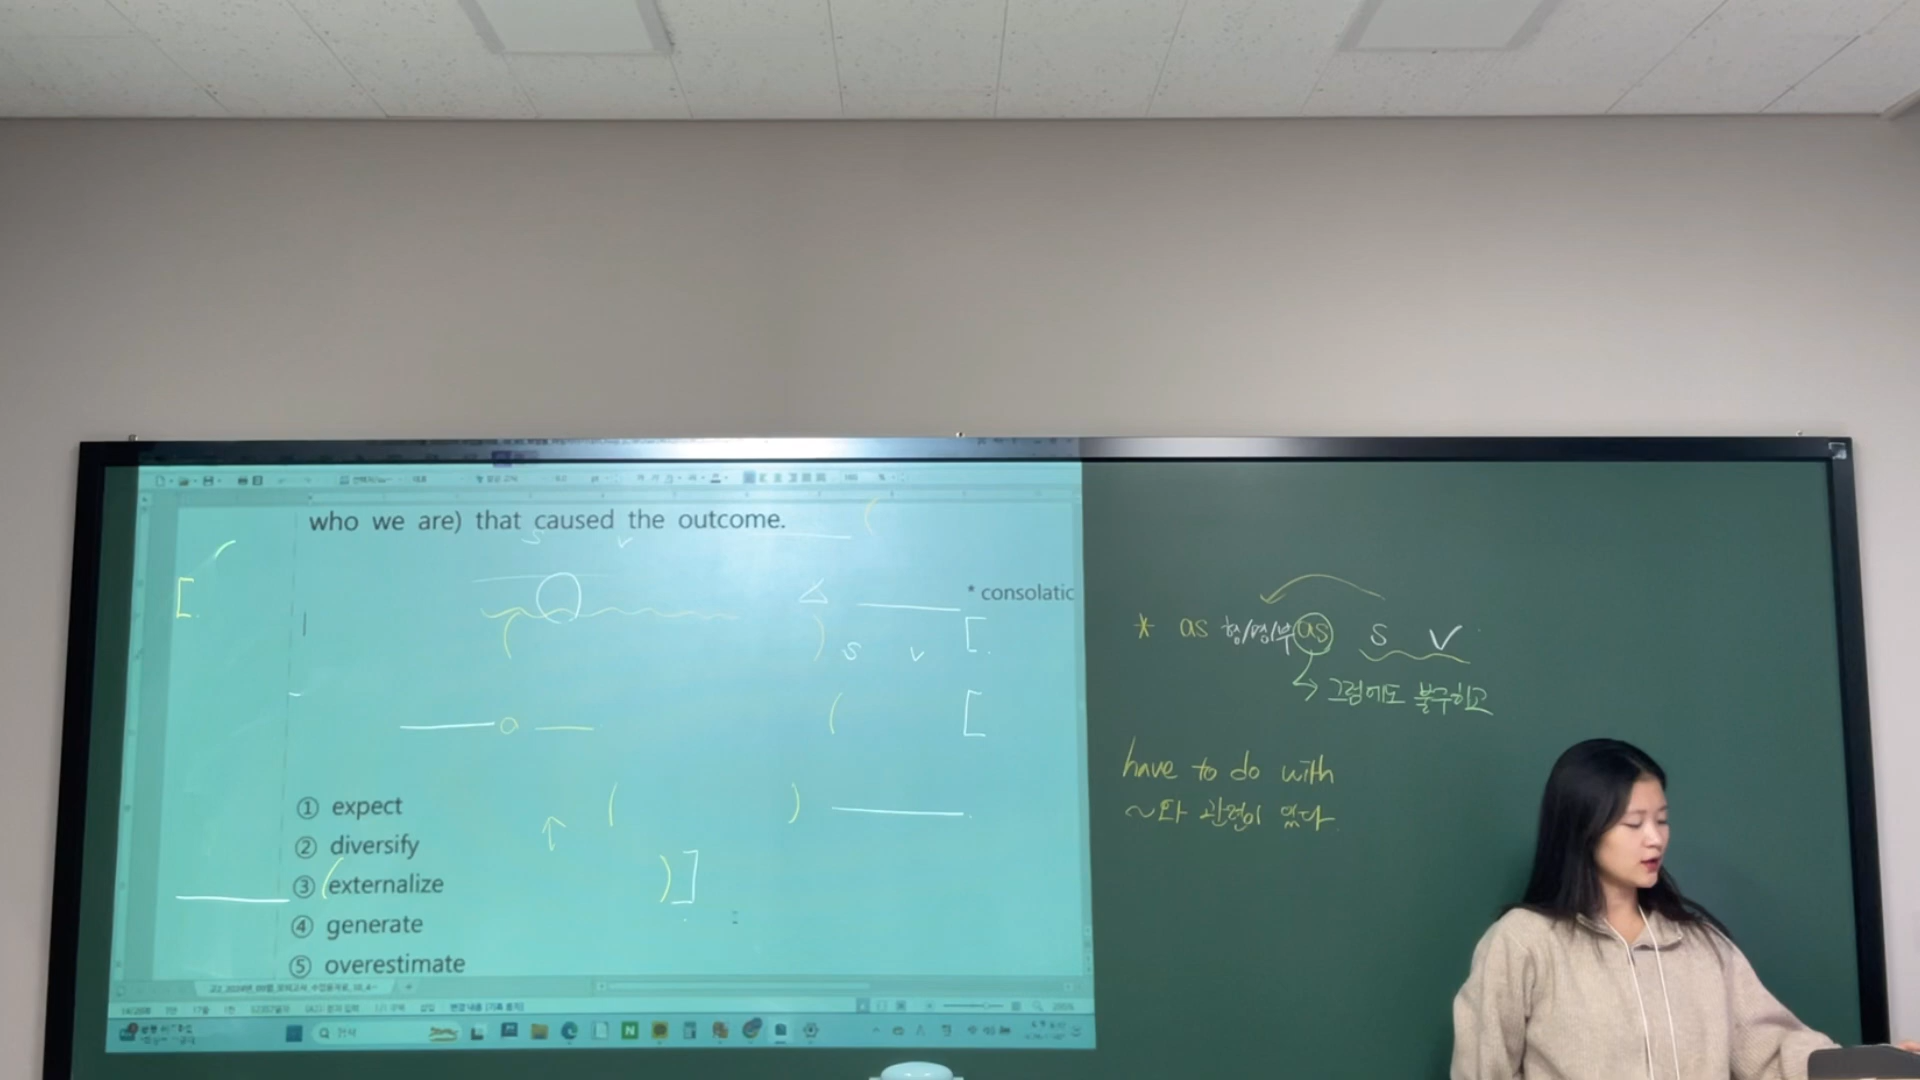 who we are) that caused the outcome.
S V
* consolatic
S V
① expect
② diversify
③ externalize
④ generate
⑤ overestimate
* as 형/명/부 as S V
→ 그럼에도 불구하고
have to do with
~와 관련이 있다.
검색